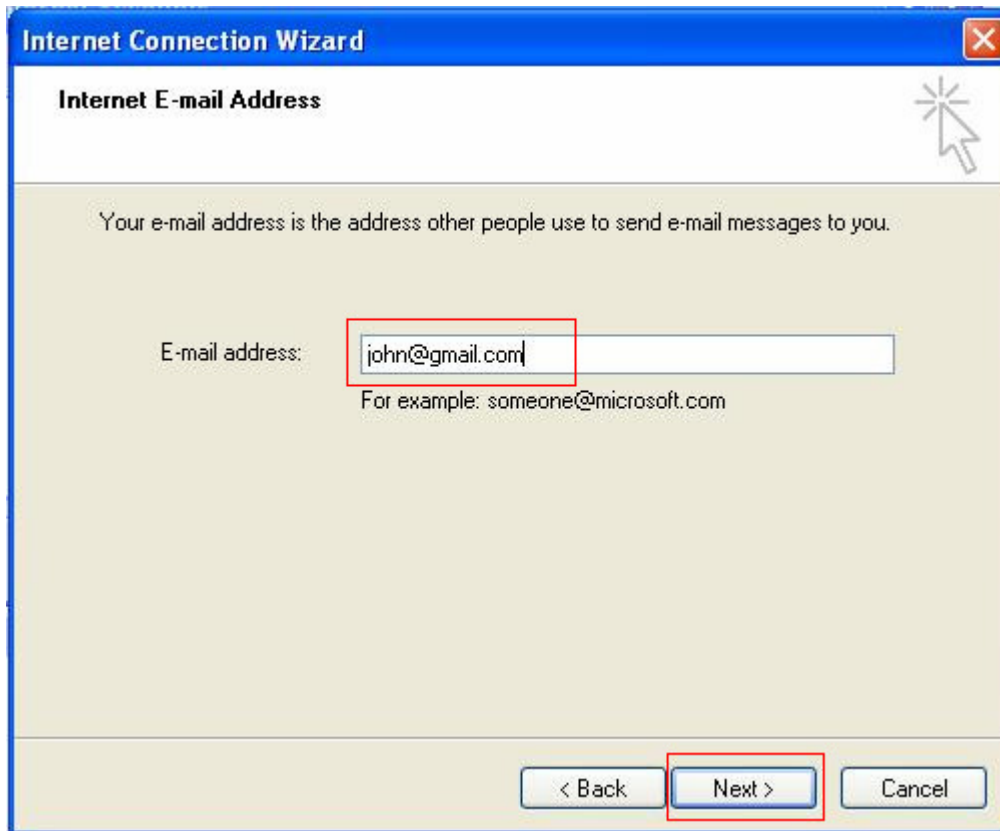 Internet Connection Wizard
Internet E-mail Address
Your e-mail address is the address other people use to send e-mail messages to you.
E-mail address: john@gmail.com
For example: someone@microsoft.com
< Back Next > Cancel